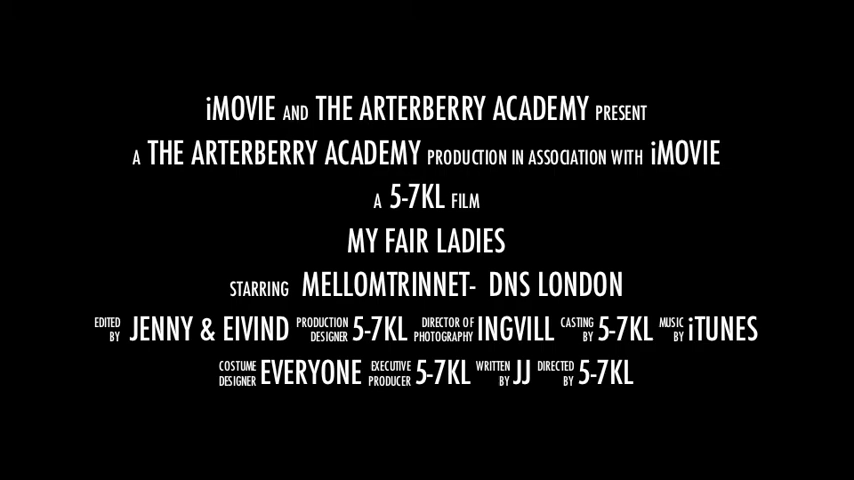 iMOVIE AND THE ARTERBERRY ACADEMY PRESENT
A THE ARTERBERRY ACADEMY PRODUCTION IN ASSOCIATION WITH iMOVIE
A 5-7KL FILM
MY FAIR LADIES
STARRING MELLOMTRINNET- DNS LONDON
EDITED BY JENNY & EIVIND PRODUCTION DESIGNER 5-7KL DIRECTOR OF PHOTOGRAPHY INGVILL CASTING BY 5-7KL MUSIC BY iTUNES
COSTUME DESIGNER EVERYONE EXECUTIVE PRODUCER 5-7KL WRITTEN BY JJ DIRECTED BY 5-7KL